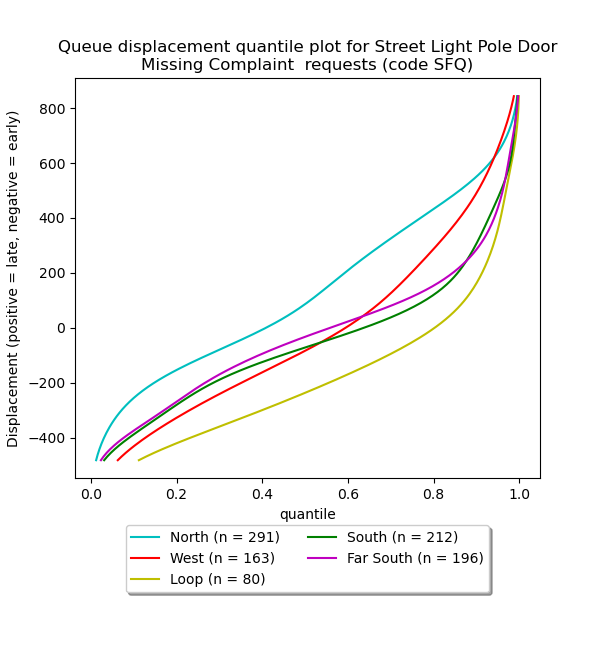 Queue displacement quantile plot for Street Light Pole Door
Missing Complaint  requests (code SFQ)
Displacement (positive = late, negative = early)
800
600
400
200
0
−200
−400
0.0 0.2 0.4 0.6 0.8 1.0
quantile
North (n = 291)
West (n = 163)
Loop (n = 80)
South (n = 212)
Far South (n = 196)